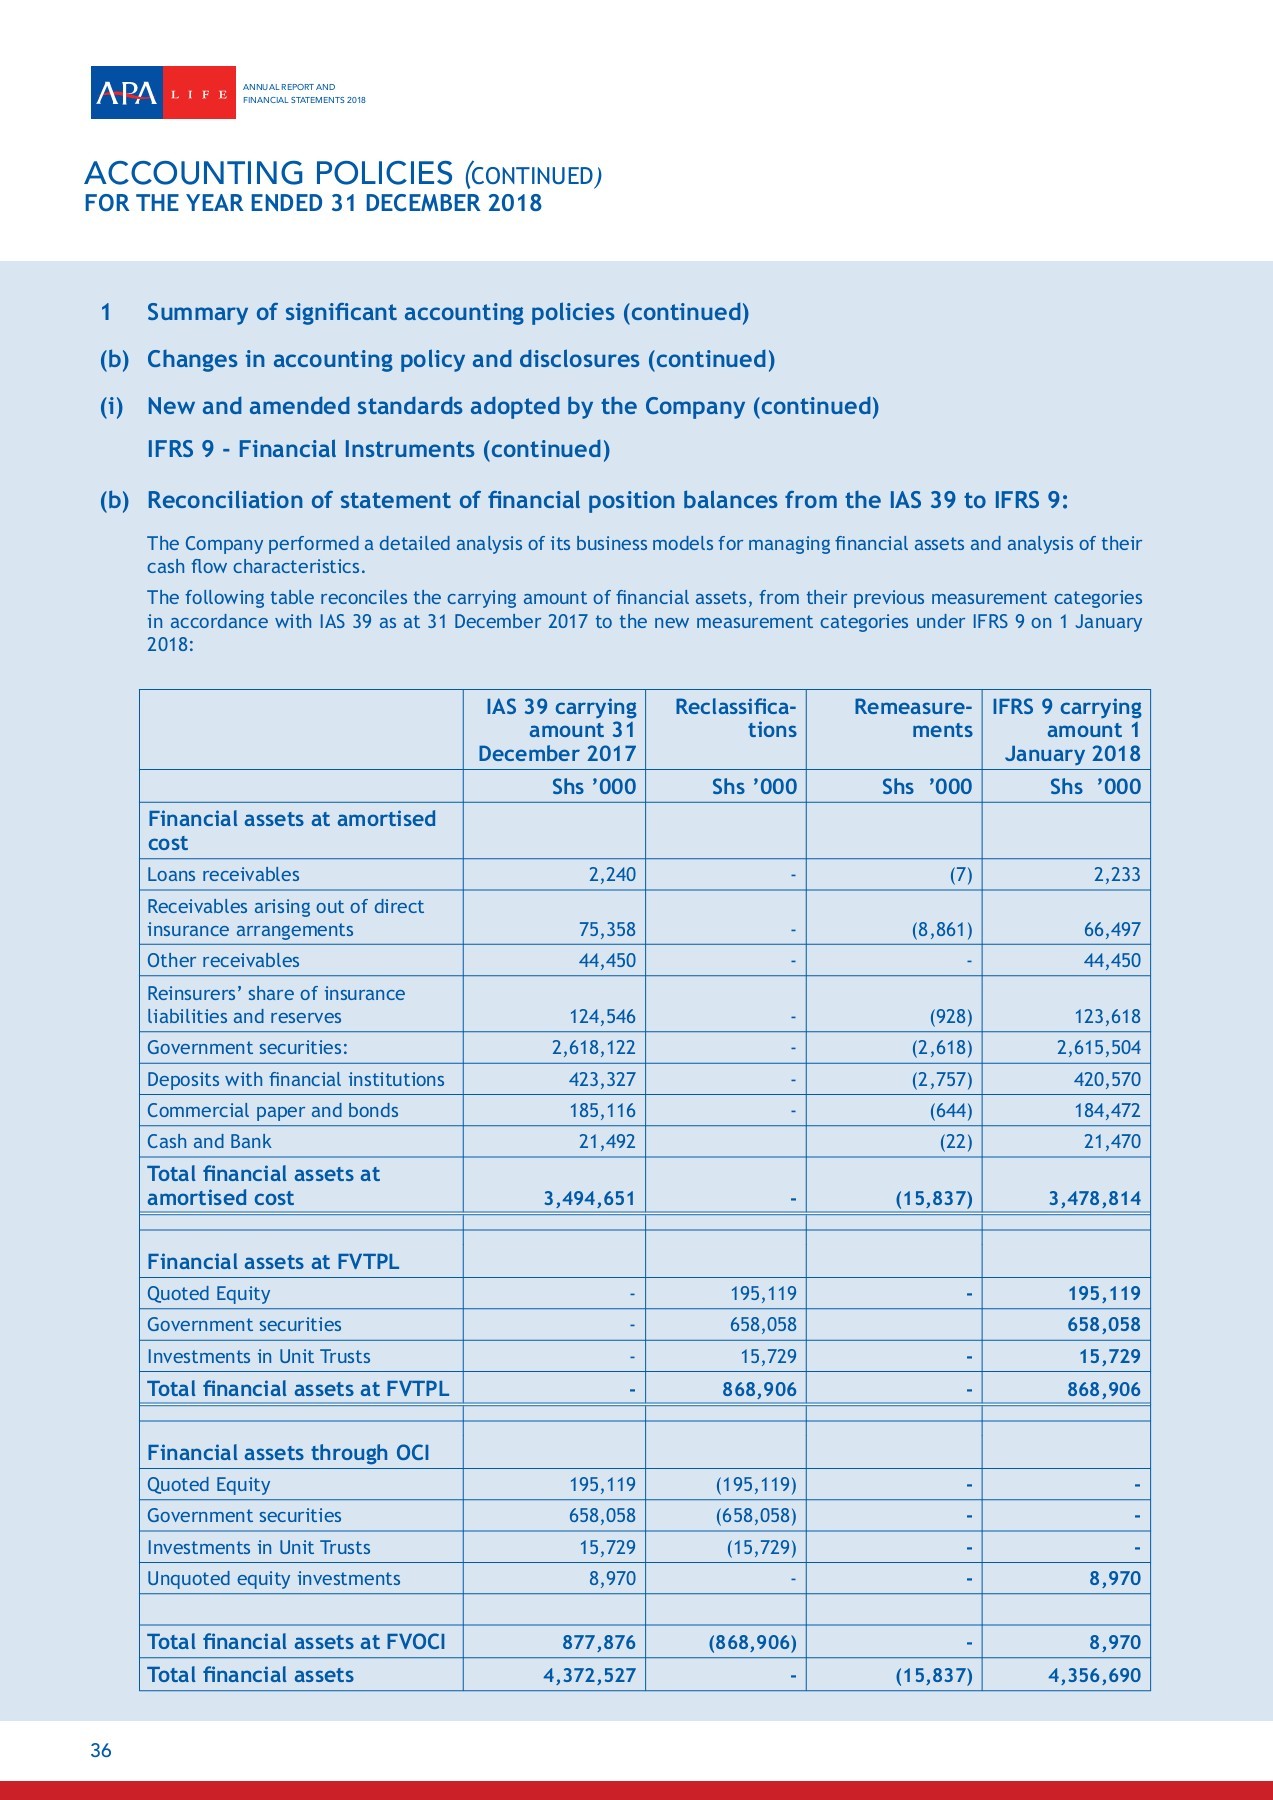 APA LIFE
ANNUAL REPORT AND
FINANCIAL STATEMENTS 2018
ACCOUNTING POLICIES (CONTINUED)
FOR THE YEAR ENDED 31 DECEMBER 2018
1 Summary of significant accounting policies (continued)
(b) Changes in accounting policy and disclosures (continued)
(i) New and amended standards adopted by the Company (continued)
IFRS 9 - Financial Instruments (continued)
(b) Reconciliation of statement of financial position balances from the IAS 39 to IFRS 9:
The Company performed a detailed analysis of its business models for managing financial assets and analysis of their
cash flow characteristics.
The following table reconciles the carrying amount of financial assets, from their previous measurement categories
in accordance with IAS 39 as at 31 December 2017 to the new measurement categories under IFRS 9 on 1 January
2018:
IAS 39 carrying Reclassifica- Remeasure- IFRS 9 carrying
amount 31 tions ments amount 1
December 2017 January 2018
Shs ’000 Shs ’000 Shs ’000 Shs ’000
Financial assets at amortised
cost
Loans receivables 2,240 - (7) 2,233
Receivables arising out of direct
insurance arrangements 75,358 - (8,861) 66,497
Other receivables 44,450 - - 44,450
Reinsurers’ share of insurance
liabilities and reserves 124,546 - (928) 123,618
Government securities: 2,618,122 - (2,618) 2,615,504
Deposits with financial institutions 423,327 - (2,757) 420,570
Commercial paper and bonds 185,116 - (644) 184,472
Cash and Bank 21,492 (22) 21,470
Total financial assets at
amortised cost 3,494,651 - (15,837) 3,478,814
Financial assets at FVTPL
Quoted Equity - 195,119 - 195,119
Government securities - 658,058 658,058
Investments in Unit Trusts - 15,729 - 15,729
Total financial assets at FVTPL - 868,906 - 868,906
Financial assets through OCI
Quoted Equity 195,119 (195,119) - -
Government securities 658,058 (658,058) - -
Investments in Unit Trusts 15,729 (15,729) - -
Unquoted equity investments 8,970 - - 8,970
Total financial assets at FVOCI 877,876 (868,906) - 8,970
Total financial assets 4,372,527 - (15,837) 4,356,690
36